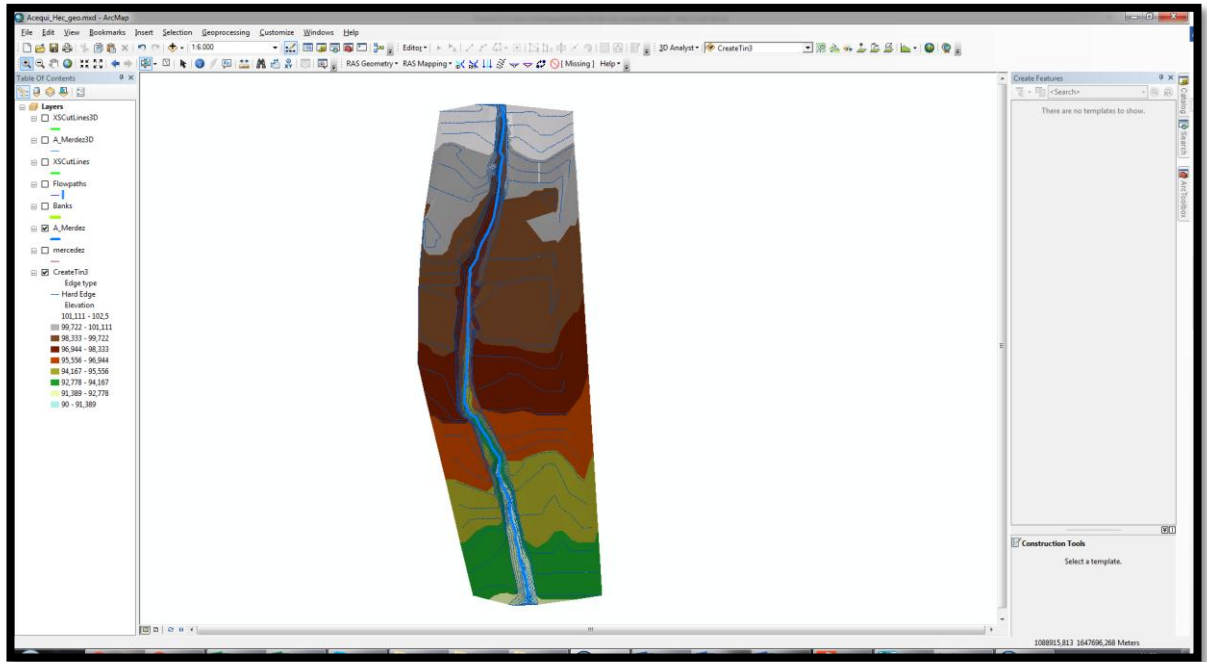 Acequi_Hec_geo.mxd - ArcMap
File Edit View Bookmarks Insert Selection Geoprocessing Customize Windows Help
1:6.000 Editor 3D Analyst CreateTin3
RAS Geometry RAS Mapping [Missing] Help
Table Of Contents
Layers
XSCutLines3D
A_Merdez3D
XSCutLines
Flowpaths
Banks
A_Merdez
mercedez
CreateTin3
Edge type
Hard Edge
Elevation
101,111 - 102,5
99,722 - 101,111
98,333 - 99,722
96,944 - 98,333
95,556 - 96,944
94,167 - 95,556
92,778 - 94,167
91,389 - 92,778
90 - 91,389
Create Features
<Search>
There are no templates to show.
Construction Tools
Select a template.
Catalog
Search
ArcToolbox
1088915,813 1647696,268 Meters